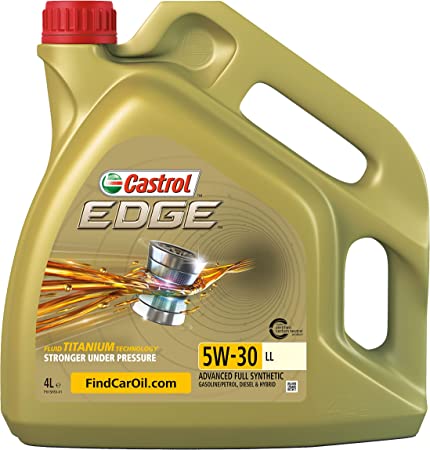 Castrol
EDGE™
FLUID TITANIUM TECHNOLOGY
STRONGER UNDER PRESSURE
5W-30 LL
ADVANCED FULL SYNTHETIC
GASOLINE/PETROL, DIESEL & HYBRID
4L e
FindCarOil.com